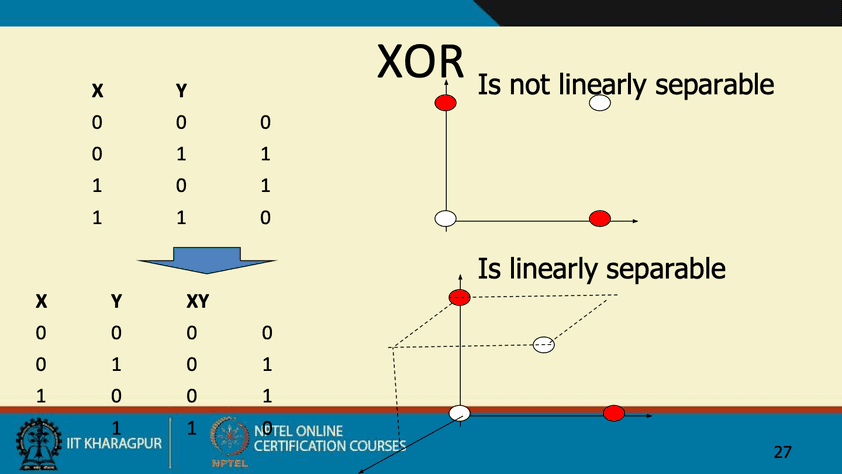 XOR
Is not linearly separable
X Y
0 0 0
0 1 1
1 0 1
1 1 0
Is linearly separable
X Y XY
0 0 0 0
0 1 0 1
1 0 0 1
1 1 0
IIT KHARAGPUR
NPTEL
NPTEL ONLINE
CERTIFICATION COURSES
27